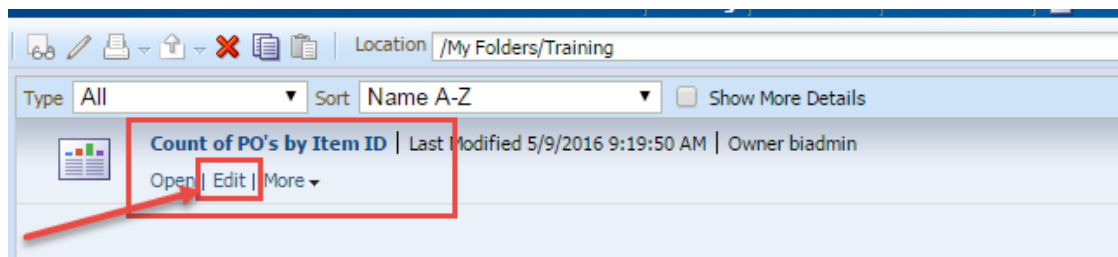 Location /My Folders/Training
Type All Sort Name A-Z Show More Details
Count of PO's by Item ID | Last Modified 5/9/2016 9:19:50 AM | Owner biadmin
Open | Edit | More